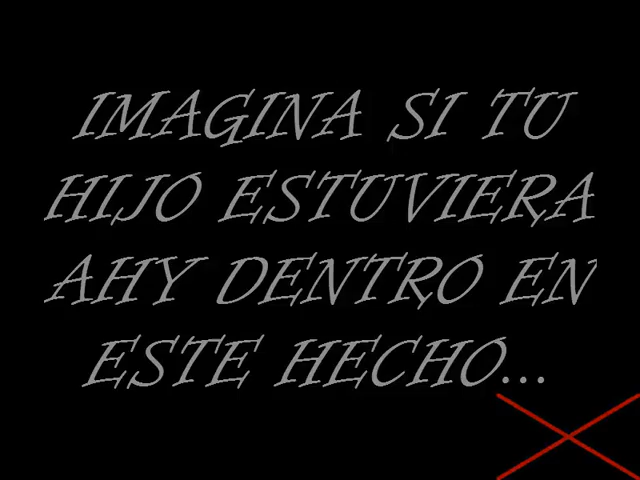 IMAGINA SI TU
HIJO ESTUVIERA
AHY DENTRO EN
ESTE HECHO...